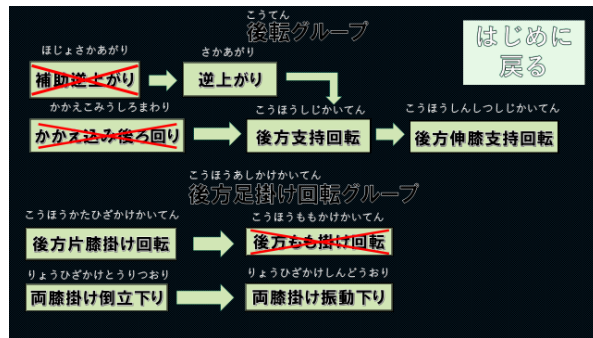 こうてん
後転グループ
はじめに
戻る
ほじょさかあがり
さかあがり
補助逆上がり
逆上がり
かかえこみうしろまわり
こうほうしじかいてん
こうほうしんしつしじかいてん
かかえ込み後ろ回り
後方支持回転
後方伸膝支持回転
こうほうあしかけかいてん
後方足掛け回転グループ
こうほうかたひざかけかいてん
こうほうももかけかいてん
後方片膝掛け回転
後方もも掛け回転
りょうひざかけとうりつおり
りょうひざかけしんどうおり
両膝掛け倒立下り
両膝掛け振動下り